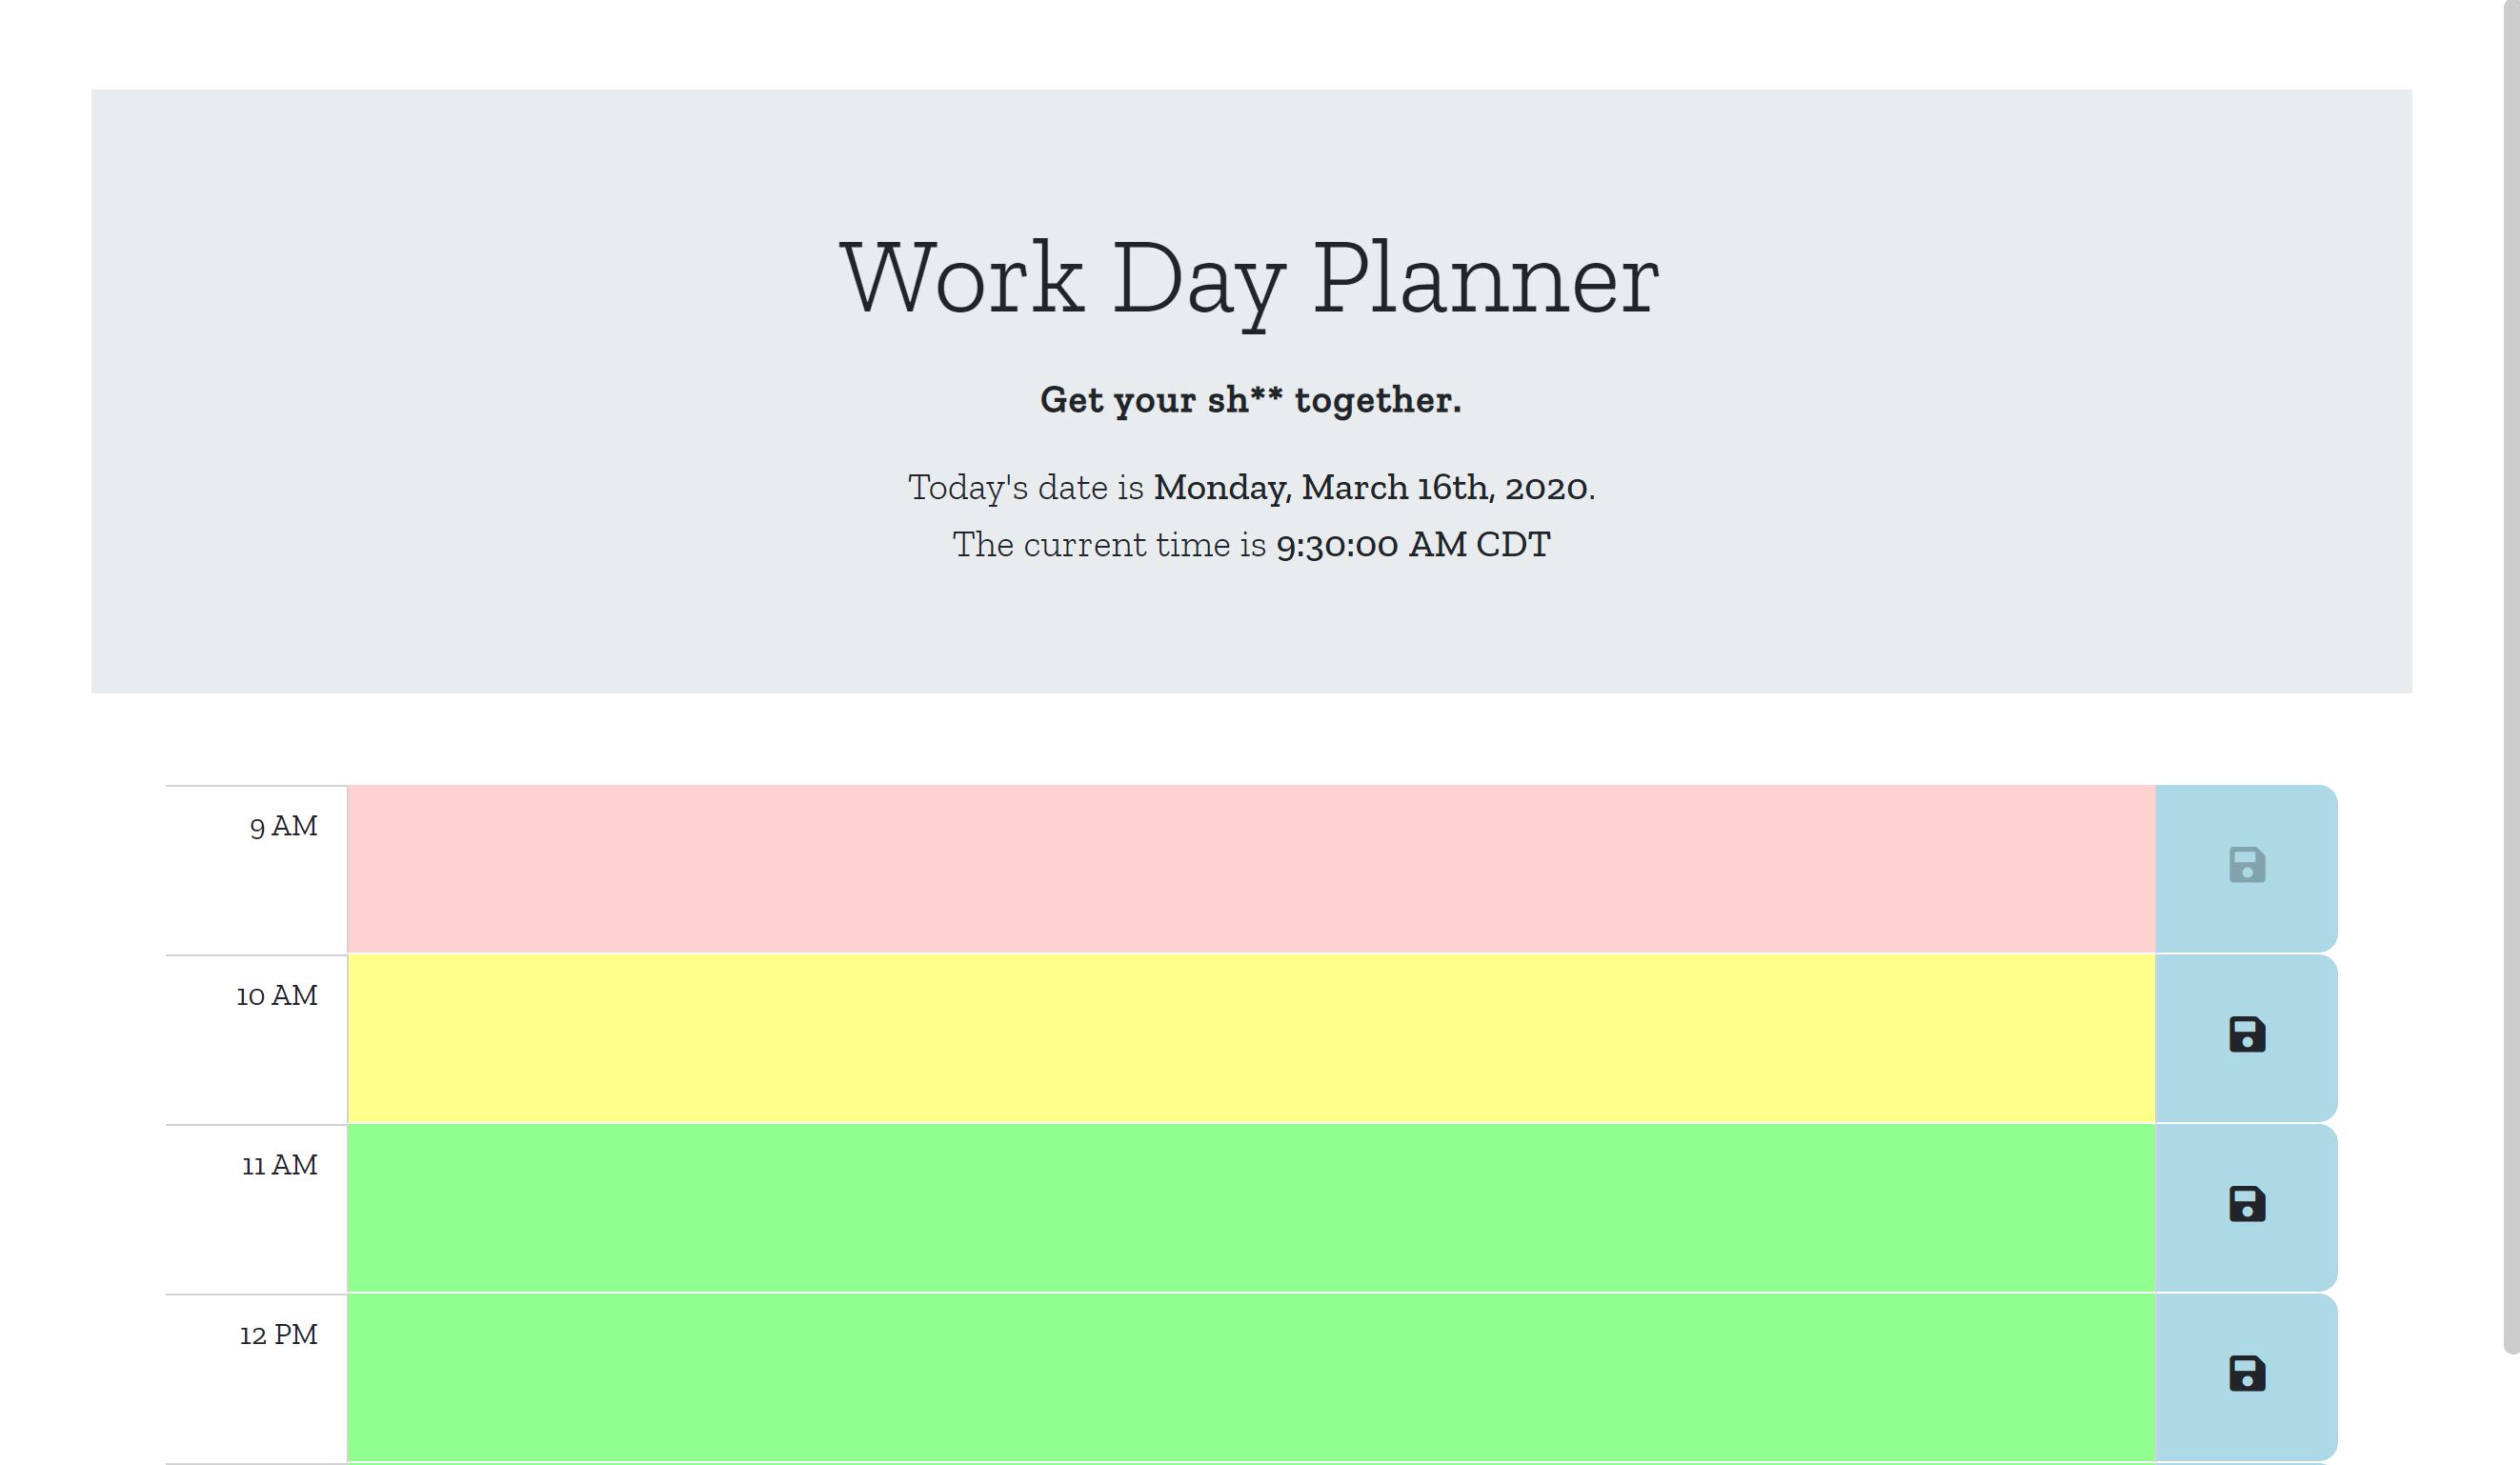 Work Day Planner
Get your sh** together.
Today's date is Monday, March 16th, 2020.
The current time is 9:30:00 AM CDT
9 AM
10 AM
11 AM
12 PM